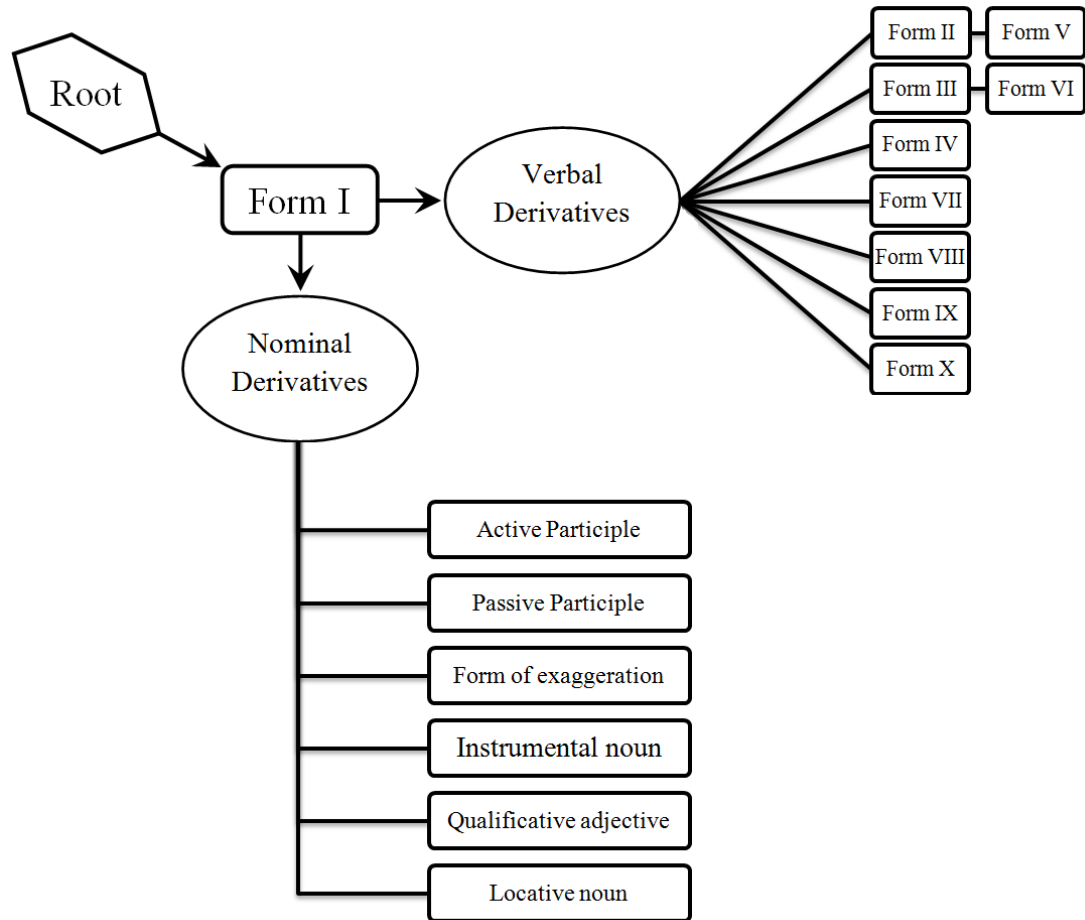 Root
Form I
Verbal
Derivatives
Form II
Form V
Form III
Form VI
Form IV
Form VII
Form VIII
Form IX
Form X
Nominal
Derivatives
Active Participle
Passive Participle
Form of exaggeration
Instrumental noun
Qualificative adjective
Locative noun